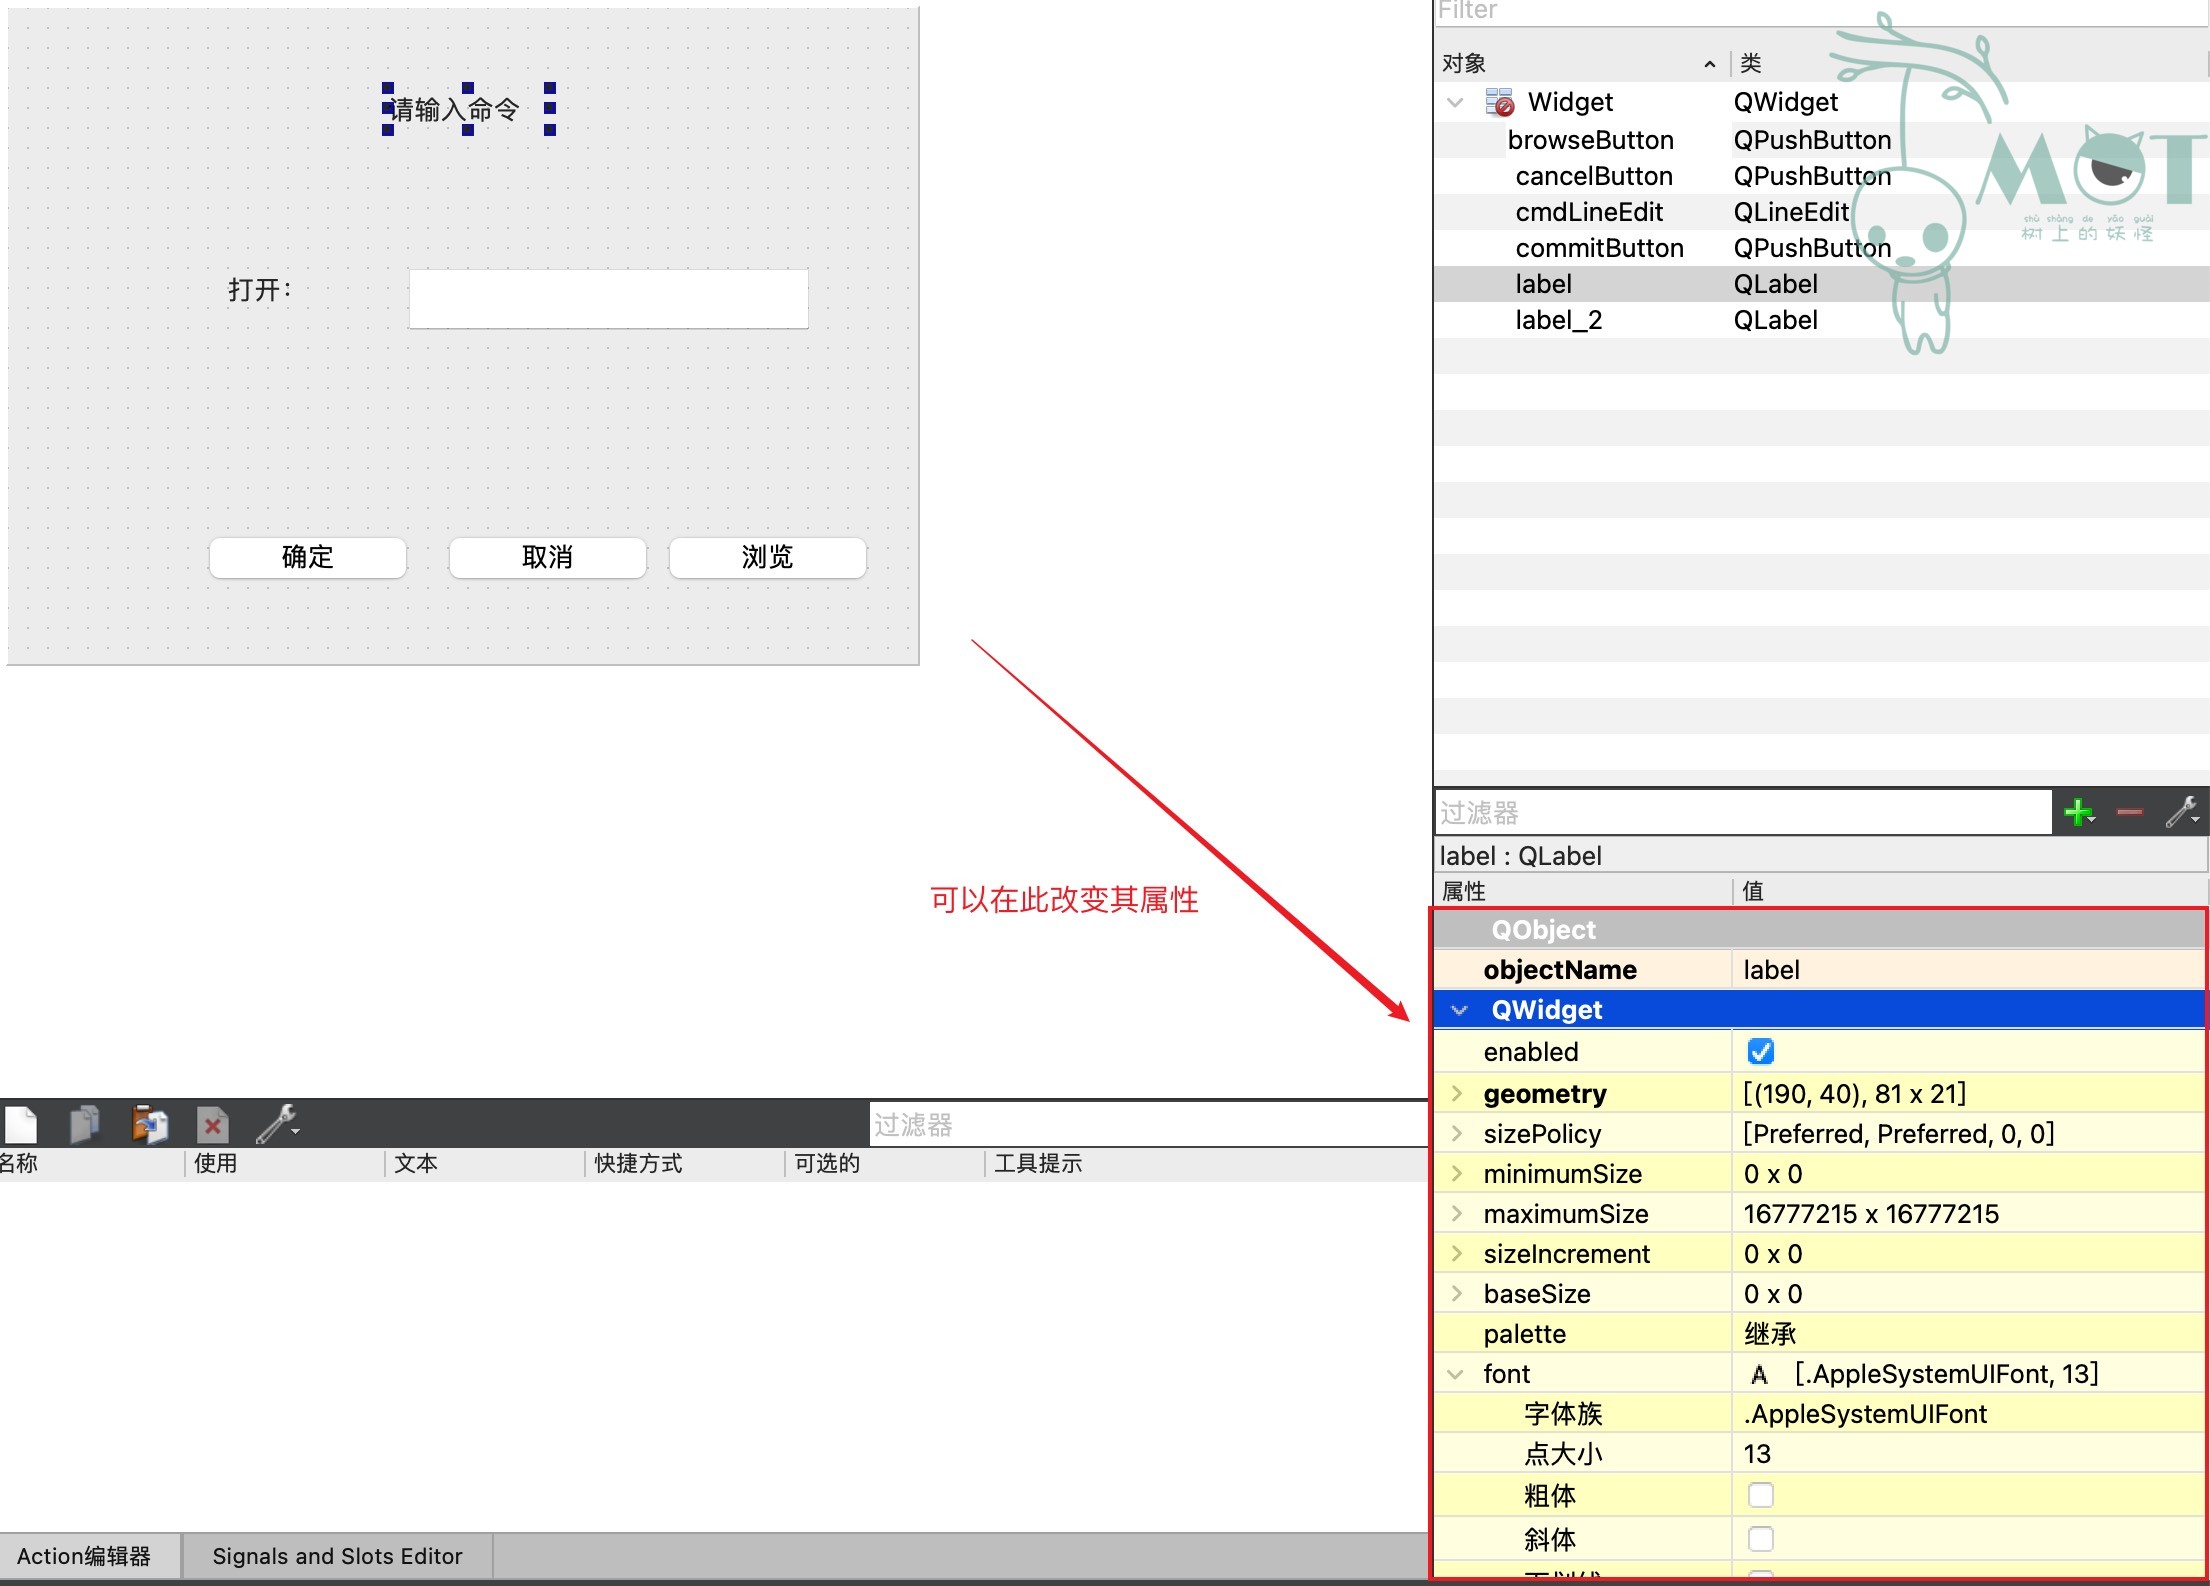 请输入命令
打开：
确定
取消
浏览
可以在此改变其属性
过滤器
名称 使用 文本 快捷方式 可选的 工具提示
Action编辑器 Signals and Slots Editor
Filter
对象 类
Widget QWidget
browseButton QPushButton
cancelButton QPushButton
cmdLineEdit QLineEdit
commitButton QPushButton
label QLabel
label_2 QLabel
MOT
shù shàng de yāo guài
树上的妖怪
过滤器
label : QLabel
属性 值
QObject
objectName label
QWidget
enabled
geometry [(190, 40), 81 x 21]
sizePolicy [Preferred, Preferred, 0, 0]
minimumSize 0 x 0
maximumSize 16777215 x 16777215
sizeIncrement 0 x 0
baseSize 0 x 0
palette 继承
font A [.AppleSystemUIFont, 13]
字体族 .AppleSystemUIFont
点大小 13
粗体
斜体